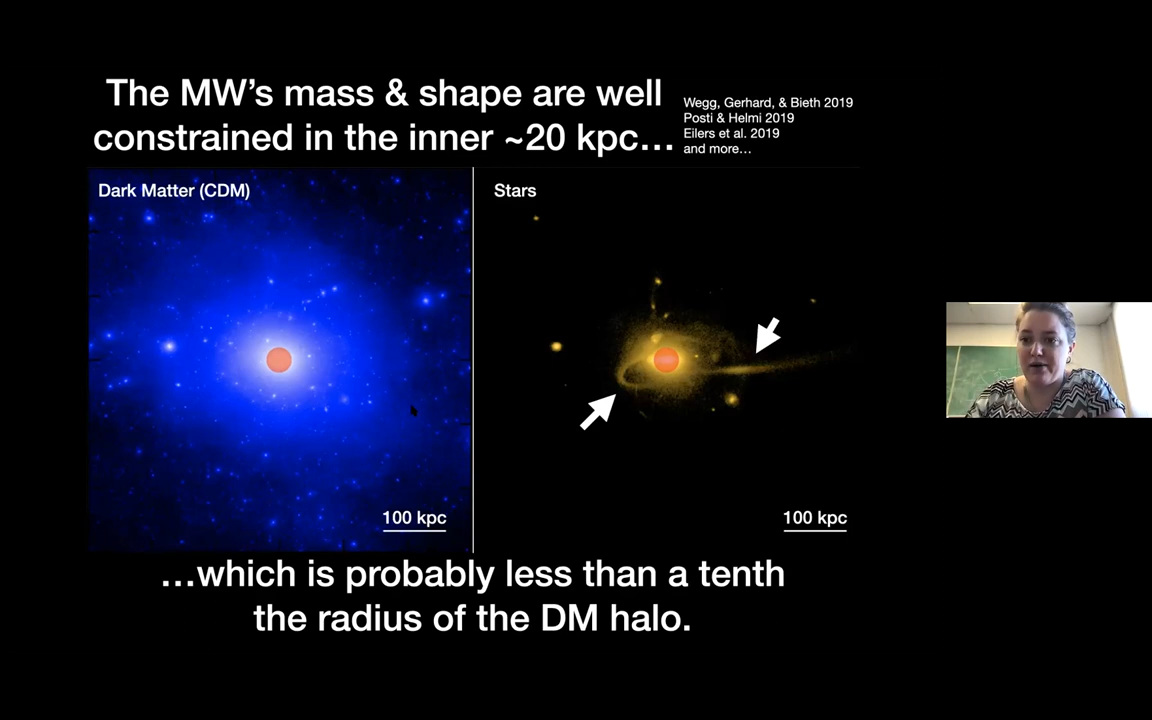 The MW’s mass & shape are well
constrained in the inner ~20 kpc…
Wegg, Gerhard, & Bieth 2019
Posti & Helmi 2019
Eilers et al. 2019
and more…
Dark Matter (CDM)
Stars
100 kpc
100 kpc
…which is probably less than a tenth
the radius of the DM halo.